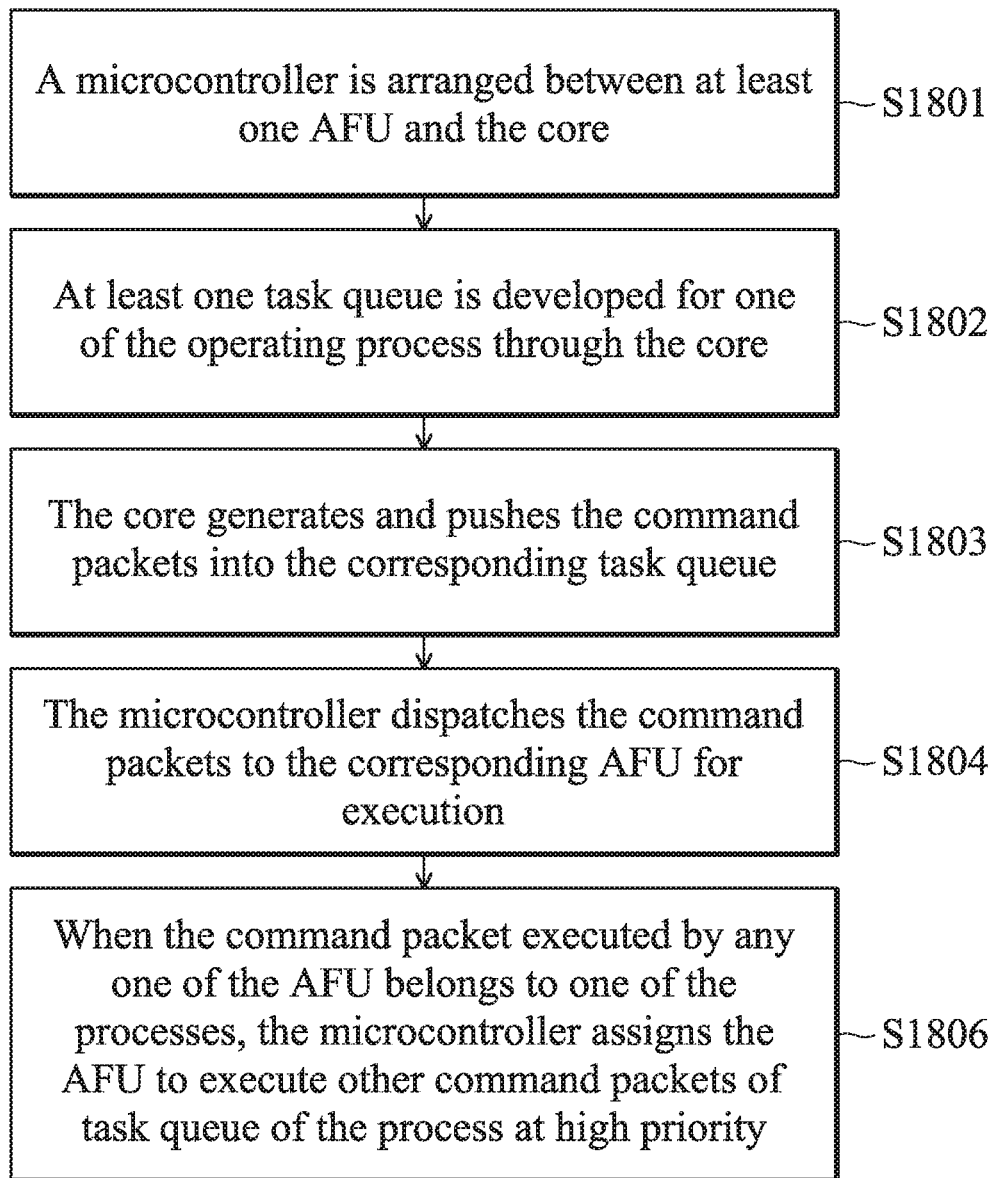 A microcontroller is arranged between at least
one AFU and the core
S1801
At least one task queue is developed for one
of the operating process through the core
S1802
The core generates and pushes the command
packets into the corresponding task queue
S1803
The microcontroller dispatches the command
packets to the corresponding AFU for
execution
S1804
When the command packet executed by any
one of the AFU belongs to one of the
processes, the microcontroller assigns the
AFU to execute other command packets of
task queue of the process at high priority
S1806